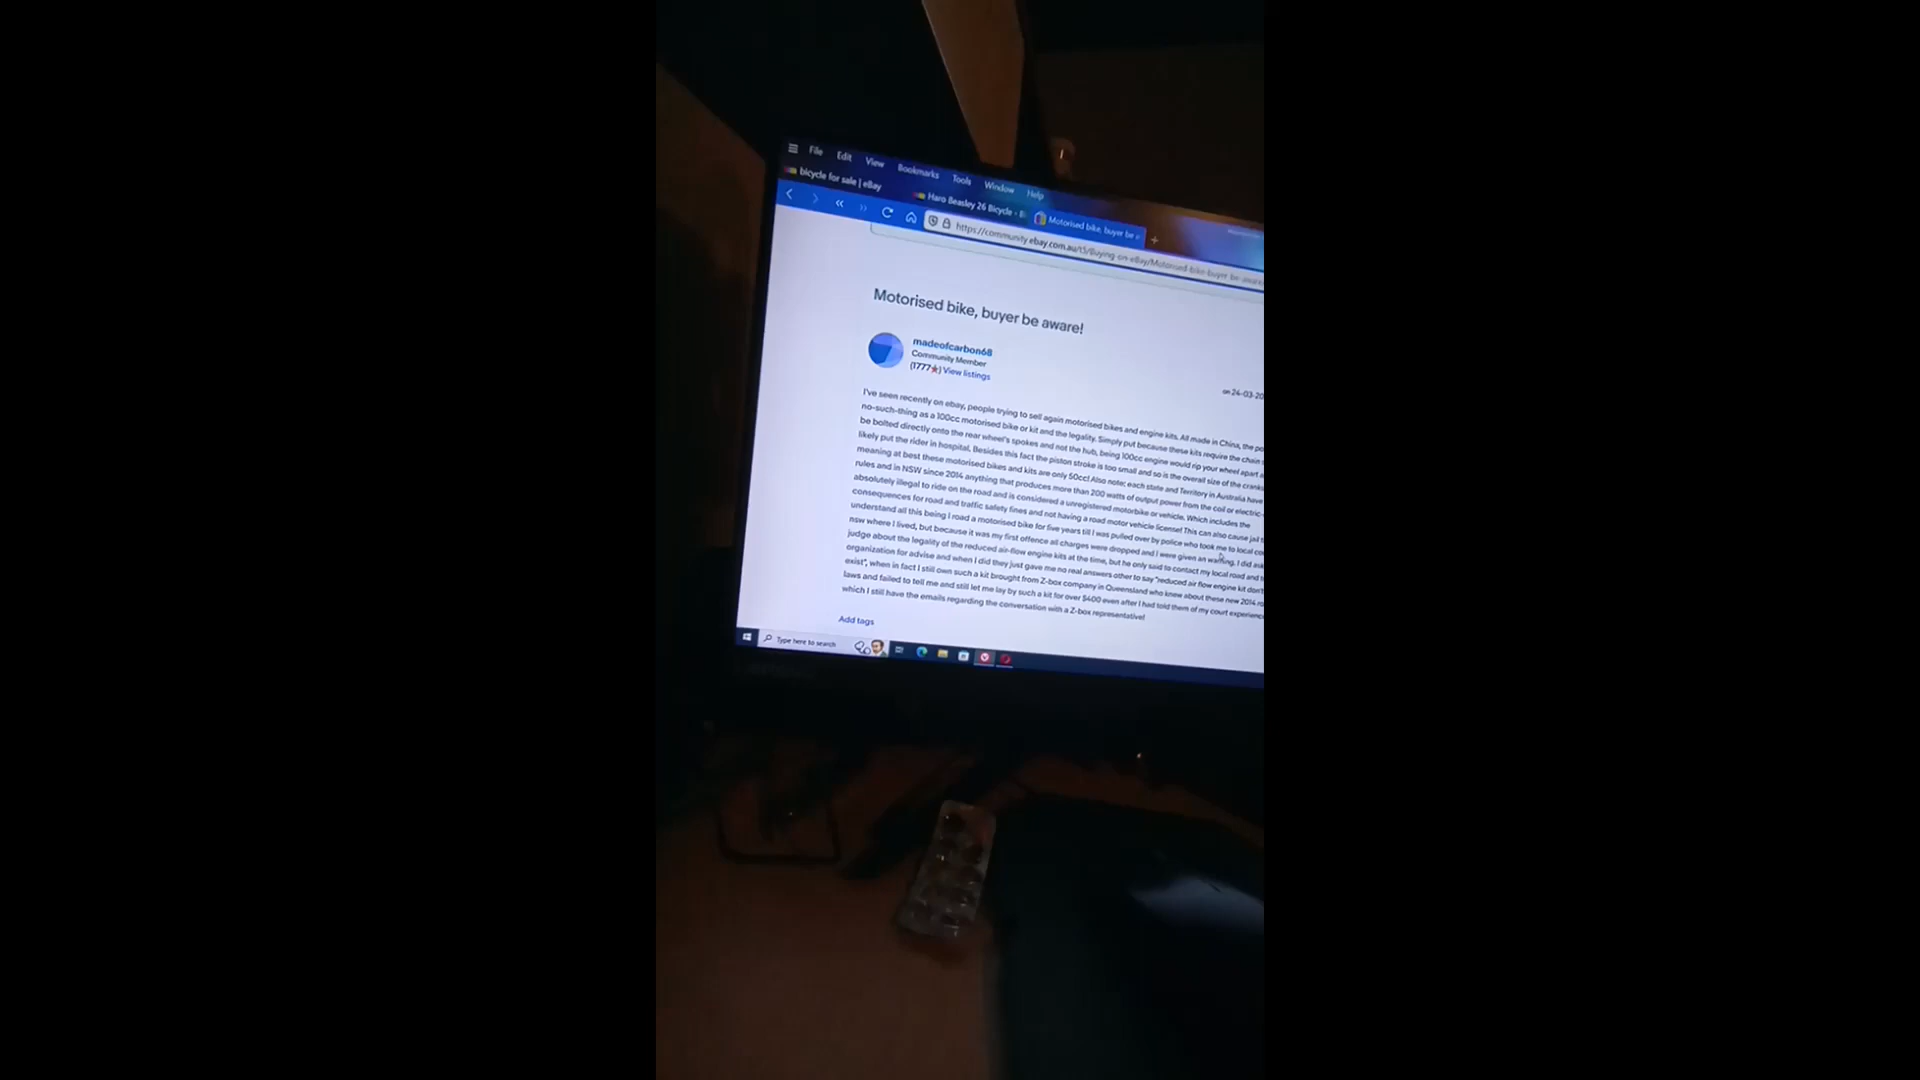 File Edit View Bookmarks Tools Window Help
bicycle for sale | eBay
Haro Beasley 26 Bicycle - B
Motorised bike, buyer be a
https://community.ebay.com.au/t5/Buying-on-eBay/Motorised-bike-buyer-be-aware
Motorised bike, buyer be aware!
madeofcarbon68
Community Member
(1777★) View listings
on 24-03-20
I've seen recently on ebay, people trying to sell again motorised bikes and engine kits. All made in China, the po
no-such-thing as a 100cc motorised bike or kit and the legality. Simply put because these kits require the chain
be bolted directly onto the rear wheel's spokes and not the hub, being 100cc engine would rip your wheel apart a
likely put the rider in hospital. Besides this fact the piston stroke is too small and so is the overall size of the crank
meaning at best these motorised bikes and kits are only 50cc! Also note; each state and Territory in Australia have
rules and in NSW since 2014 anything that produces more than 200 watts of output power from the coil or electric-
absolutely illegal to ride on the road and is considered a unregistered motorbike or vehicle. Which includes the
consequences for road and traffic safety fines and not having a road motor vehicle license! This can also cause jail t
understand all this being I road a motorised bike for five years till I was pulled over by police who took me to local co
nsw where I lived, but because it was my first offence all charges were dropped and I were given an warning. I did as
judge about the legality of the reduced air-flow engine kits at the time, but he only said to contact my local road and t
organization for advise and when I did they just gave me no real answers other to say "reduced air flow engine kit don't
exist", when in fact I still own such a kit brought from Z-box company in Queensland who knew about these new 2014 ro
laws and failed to tell me and still let me lay by such a kit for over $400 even after I had told them of my court experience
which I still have the emails regarding the conversation with a Z-box representative!
Add tags
Type here to search